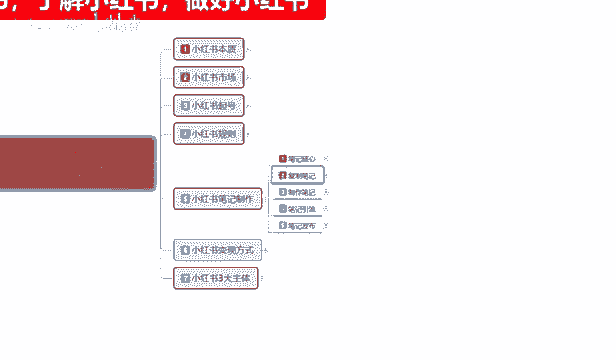 了解小红书，做好小红书
1 小红书本质
2 小红书市场
3 小红书起号
4 小红书规则
5 小红书笔记制作
1 笔记核心
2 复制笔记
3 制作笔记
4 笔记引流
5 笔记发布
6 小红书变现方式
7 小红书3大主体